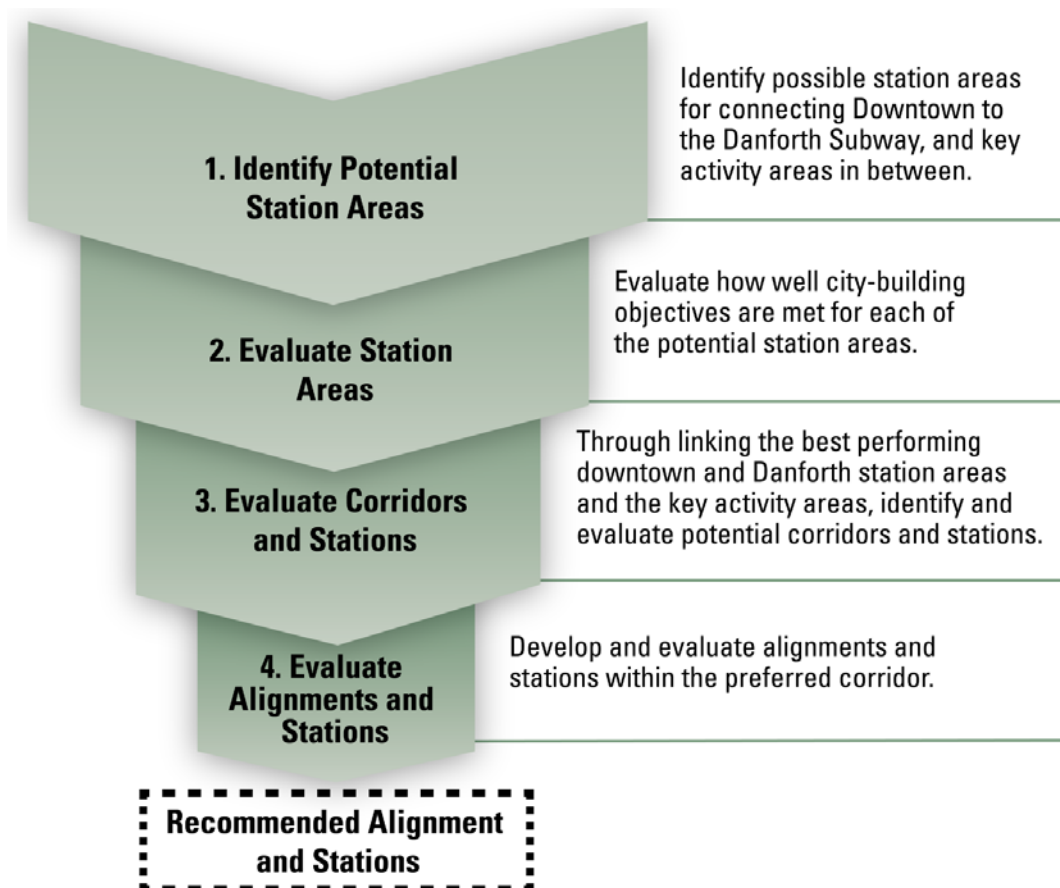 1. Identify Potential
Station Areas
Identify possible station areas
for connecting Downtown to
the Danforth Subway, and key
activity areas in between.
2. Evaluate Station
Areas
Evaluate how well city-building
objectives are met for each of
the potential station areas.
3. Evaluate Corridors
and Stations
Through linking the best performing
downtown and Danforth station areas
and the key activity areas, identify and
evaluate potential corridors and stations.
4. Evaluate
Alignments and
Stations
Develop and evaluate alignments and
stations within the preferred corridor.
Recommended Alignment
and Stations